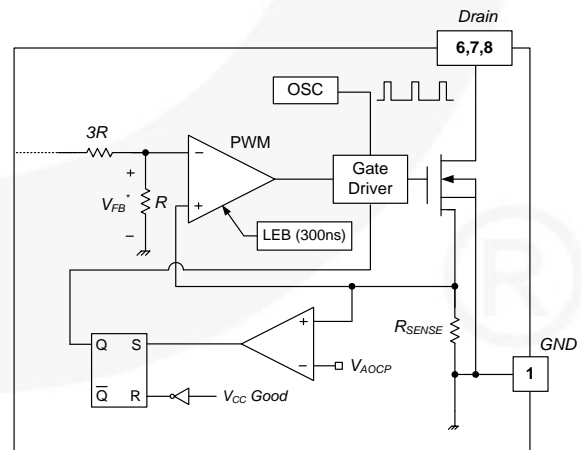 Drain
6,7,8
OSC
3R
PWM
−
+
Gate
Driver
+
V_FB*
−
R
LEB (300ns)
+
R_SENSE
GND
−
V_AOCP
1
Q
S
Q̅
R
V_CC Good
®